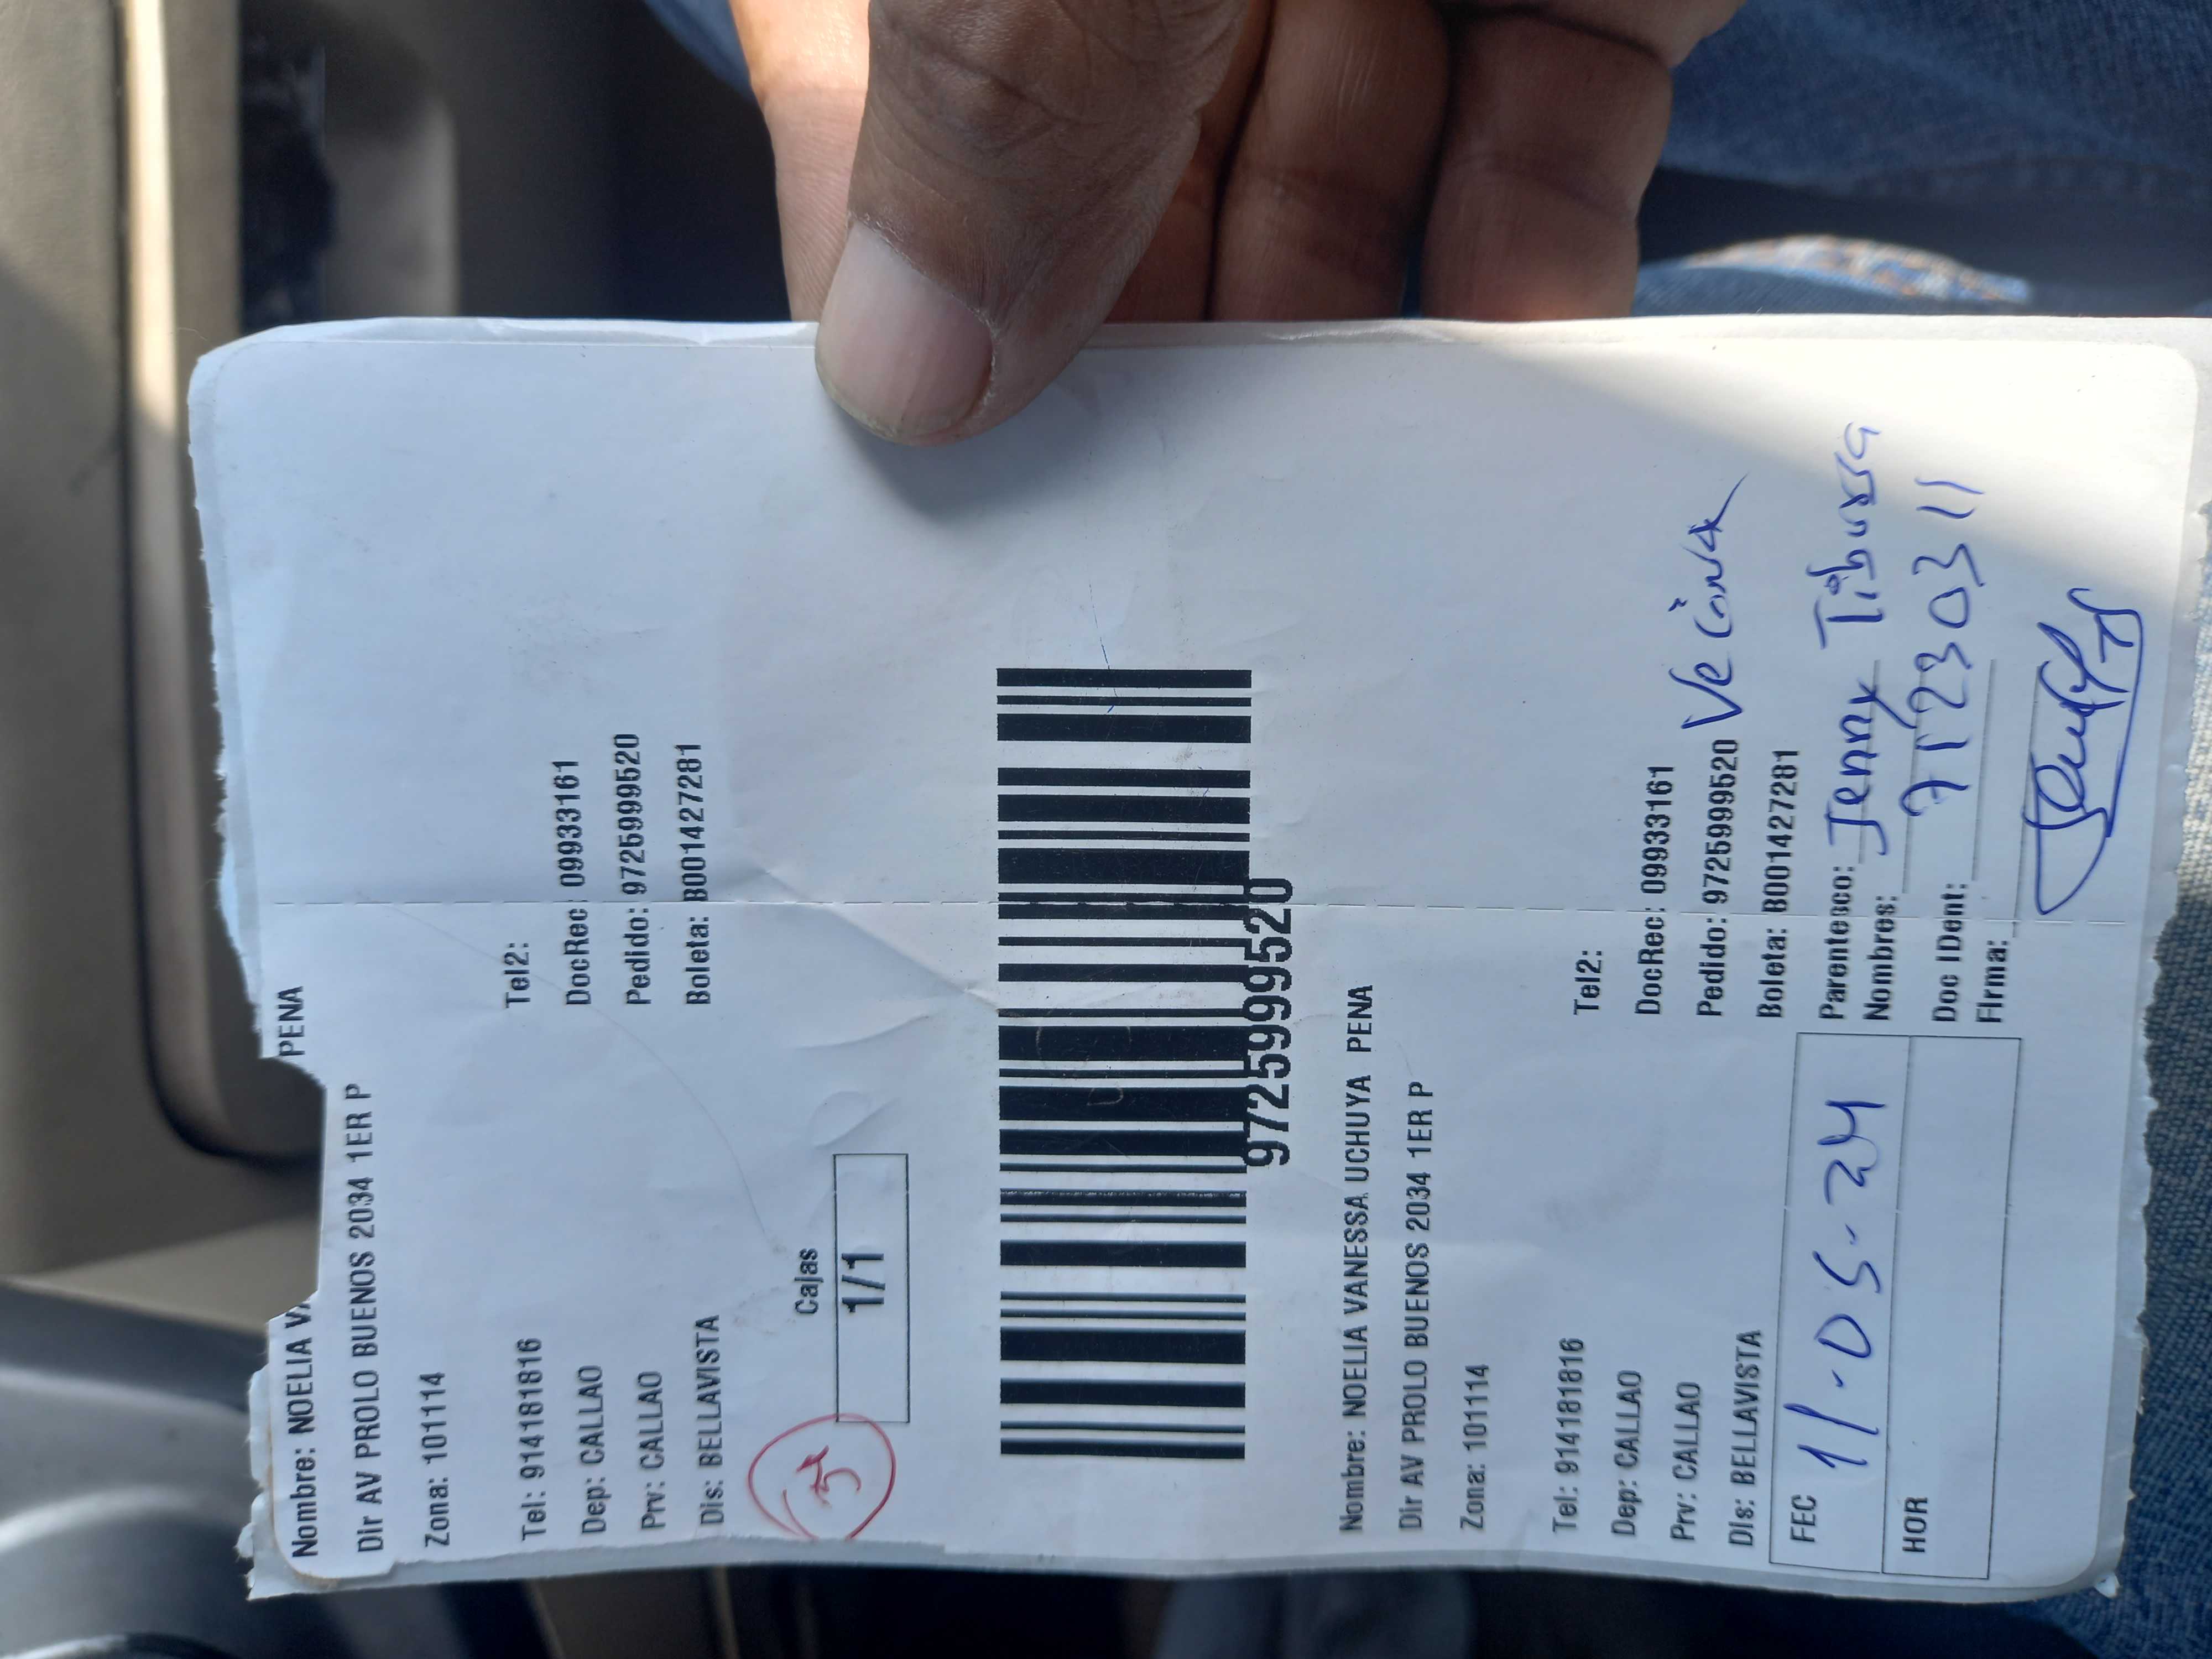 Nombre: NOELIA VA PENA
Dir AV PROLO BUENOS 2034 1ER P
Zona: 101114
Tel: 914181816 Tel2:
Dep: CALLAO DocRec: 09933161
Prv: CALLAO Pedido: 9725999520
Dis: BELLAVISTA Boleta: B001427281
Cajas
1/1
9725999520
Nombre: NOELIA VANESSA UCHUYA PENA
Dir AV PROLO BUENOS 2034 1ER P
Zona: 101114
Tel: 914181816 Tel2:
Dep: CALLAO DocRec: 09933161
Prv: CALLAO Pedido: 9725999520 Vecina
Dis: BELLAVISTA Boleta: B001427281
FEC 11-05-24 Parentesco:
Nombres: Jenny
HOR Doc IDent: 71230311
Firma: